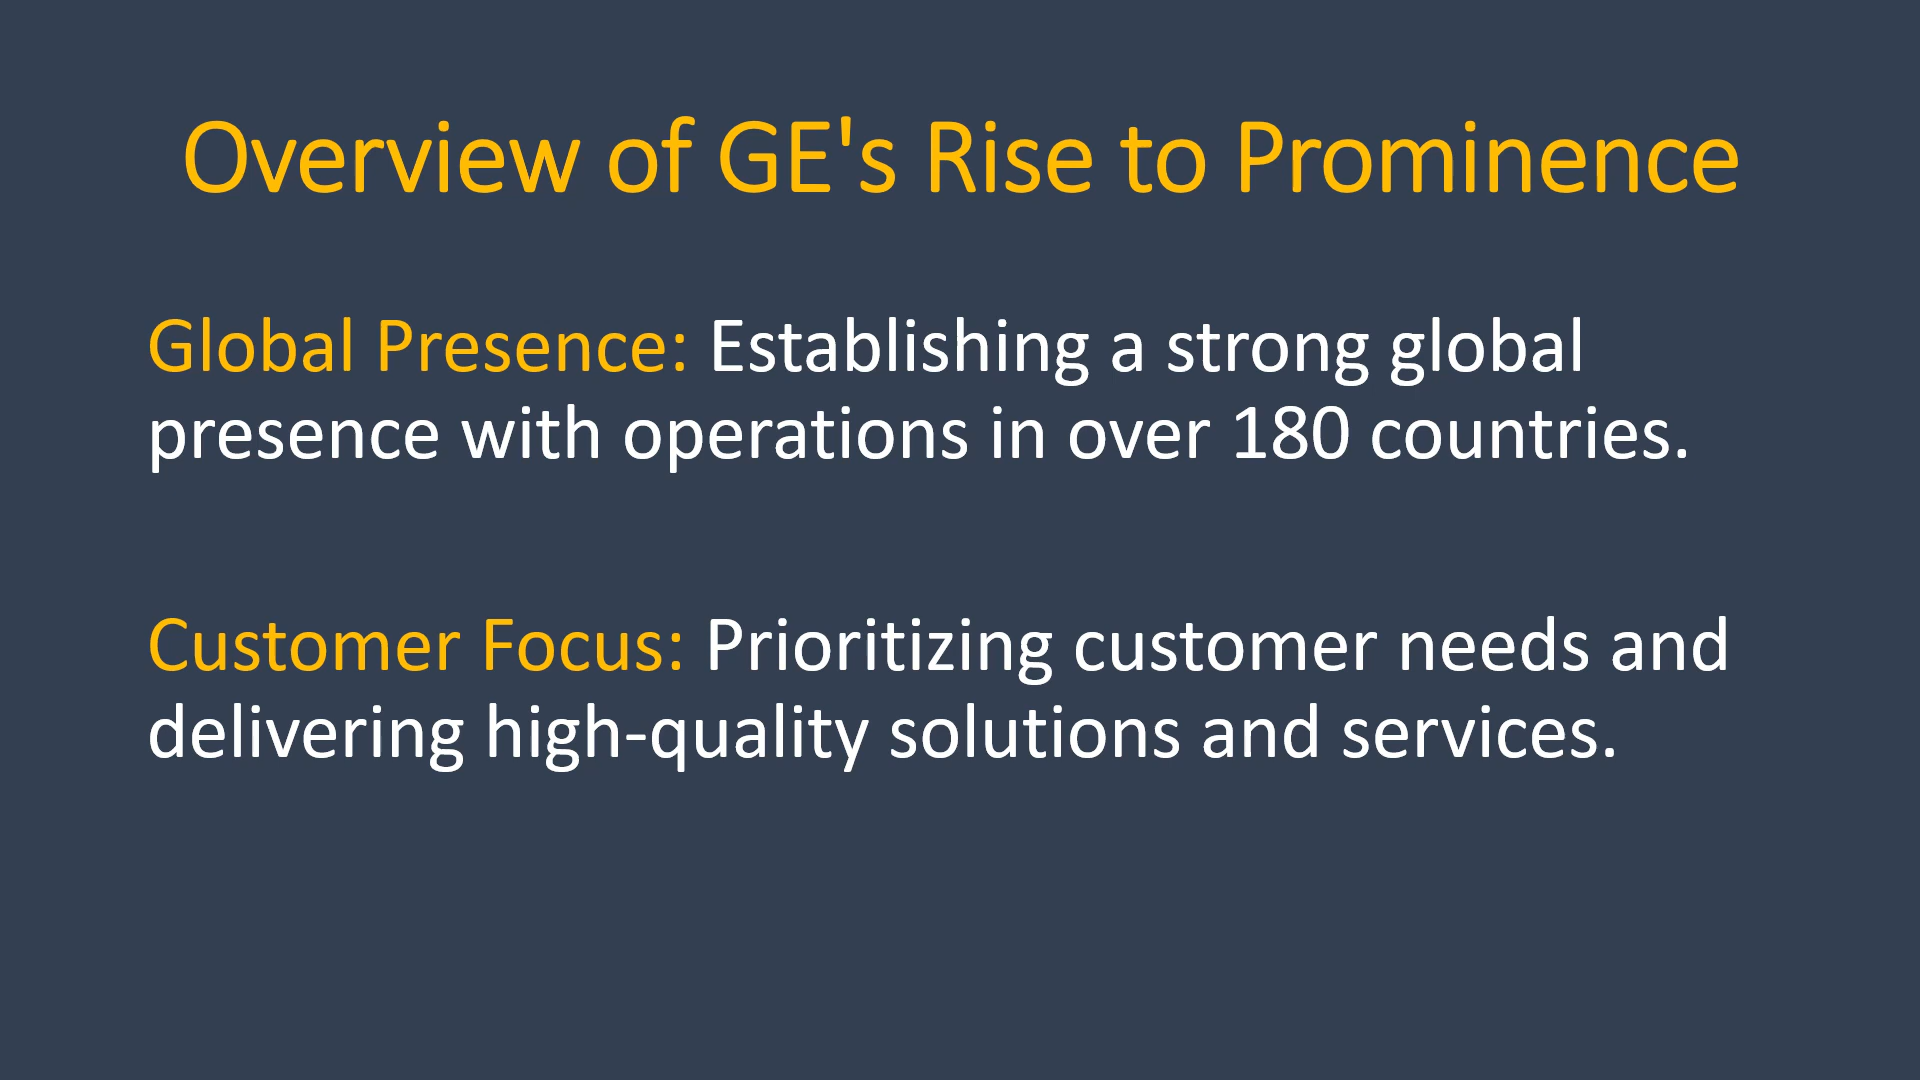 Overview of GE's Rise to Prominence
Global Presence: Establishing a strong global
presence with operations in over 180 countries.
Customer Focus: Prioritizing customer needs and
delivering high-quality solutions and services.